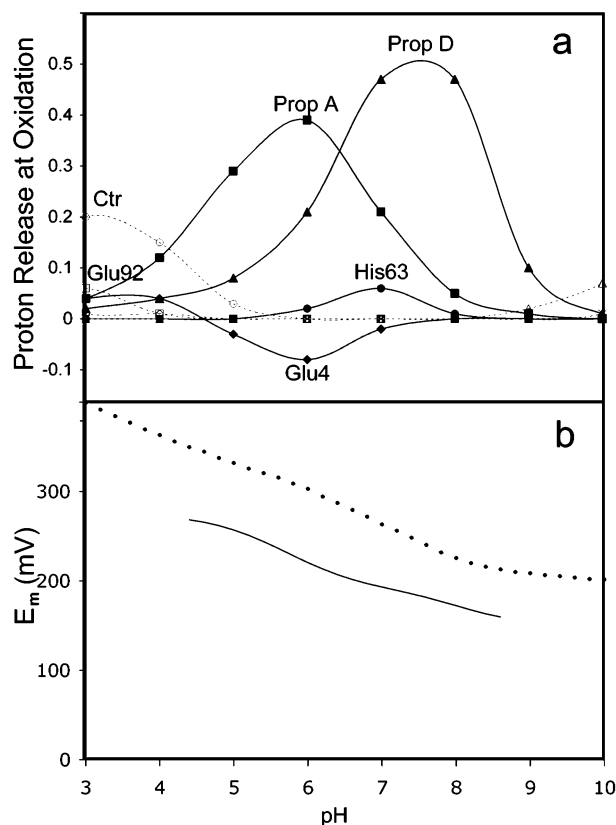 a
Prop D
Prop A
Ctr
Glu92
His63
Glu4
Proton Release at Oxidation
0.5
0.4
0.3
0.2
0.1
0
-0.1
b
Em (mV)
300
200
100
0
3 4 5 6 7 8 9 10
pH